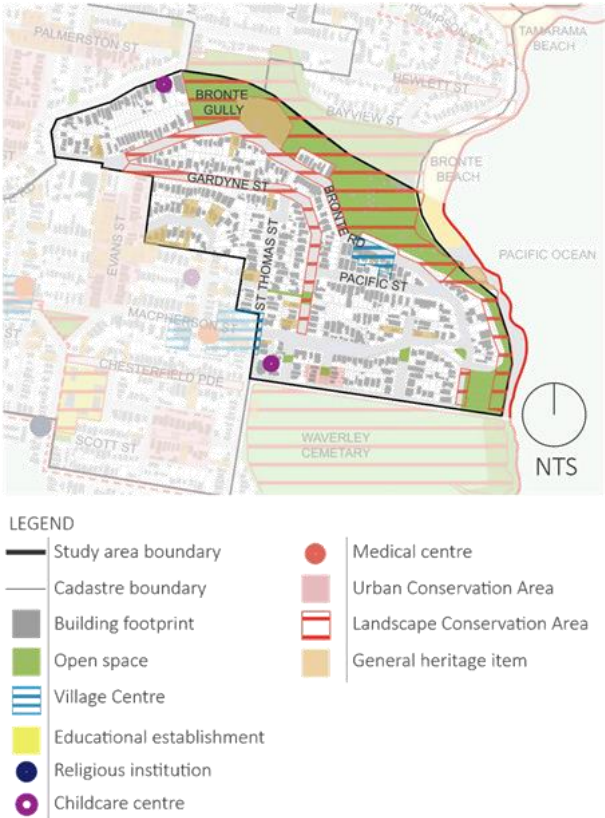 THOMPSON ST
TAMARAMA
BEACH
PALMERSTON ST
HEWLETT ST
BRONTE
GULLY
BAYVIEW ST
BRONTE
BEACH
GARDYNE ST
BRONTE RD
EVANS ST
ST THOMAS ST
PACIFIC OCEAN
PACIFIC ST
MACPHERSON ST
ST
CHESTERFIELD PDE
SCOTT ST
WAVERLEY
CEMETARY
NTS
LEGEND
Study area boundary
Medical centre
Cadastre boundary
Urban Conservation Area
Building footprint
Landscape Conservation Area
Open space
General heritage item
Village Centre
Educational establishment
Religious institution
Childcare centre